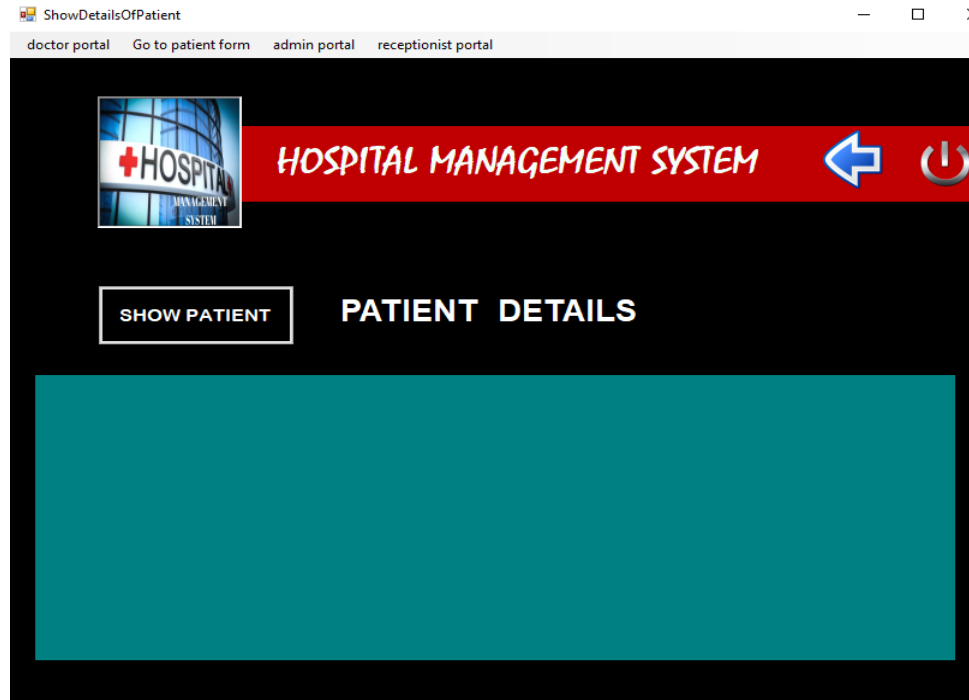 ShowDetailsOfPatient
doctor portal Go to patient form admin portal receptionist portal
HOSPITAL
MANAGEMENT
SYSTEM
HOSPITAL MANAGEMENT SYSTEM
SHOW PATIENT
PATIENT DETAILS